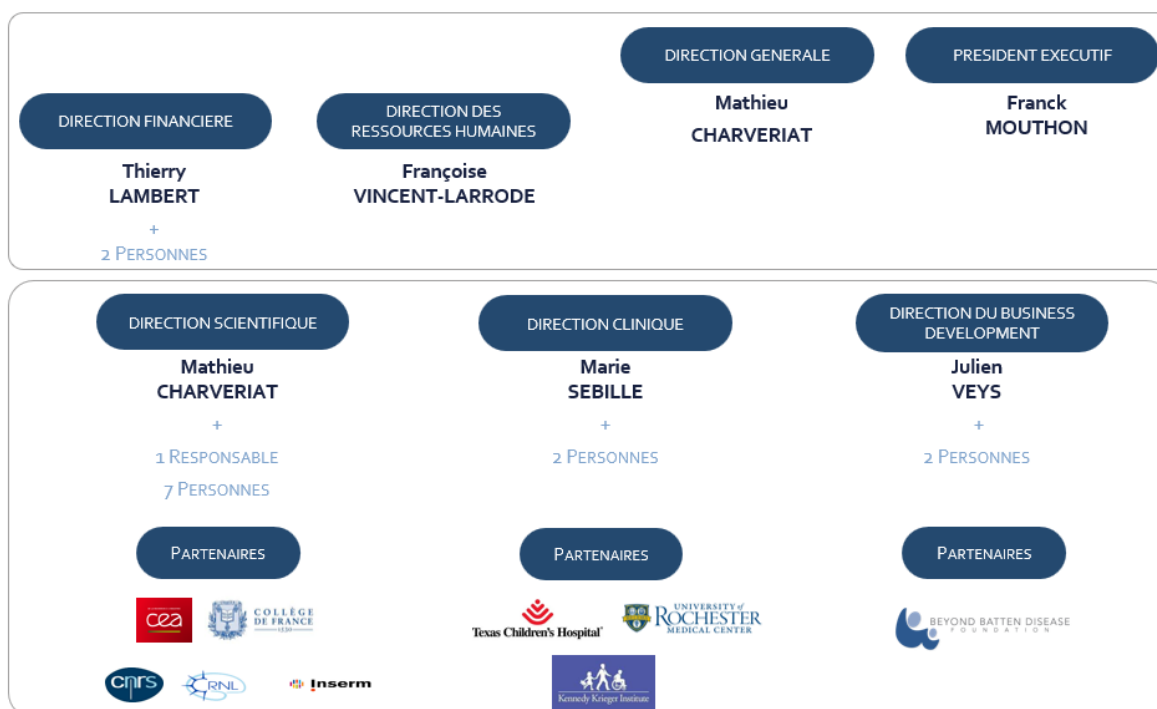 DIRECTION GENERALE
PRESIDENT EXECUTIF
Mathieu
CHARVERIAT
Franck
MOUTHON
DIRECTION FINANCIERE
DIRECTION DES
RESSOURCES HUMAINES
Thierry
LAMBERT
+
2 PERSONNES
Françoise
VINCENT-LARRODE
DIRECTION SCIENTIFIQUE
Mathieu
CHARVERIAT
+
1 RESPONSABLE
7 PERSONNES
PARTENAIRES
cea
COLLÈGE
DE FRANCE
1530
cnrs
CRNL
Inserm
DIRECTION CLINIQUE
Marie
SEBILLE
+
2 PERSONNES
PARTENAIRES
Texas Children's Hospital
UNIVERSITY of
ROCHESTER
MEDICAL CENTER
Kennedy Krieger Institute
DIRECTION DU BUSINESS
DEVELOPMENT
Julien
VEYS
+
2 PERSONNES
PARTENAIRES
BEYOND BATTEN DISEASE
FOUNDATION